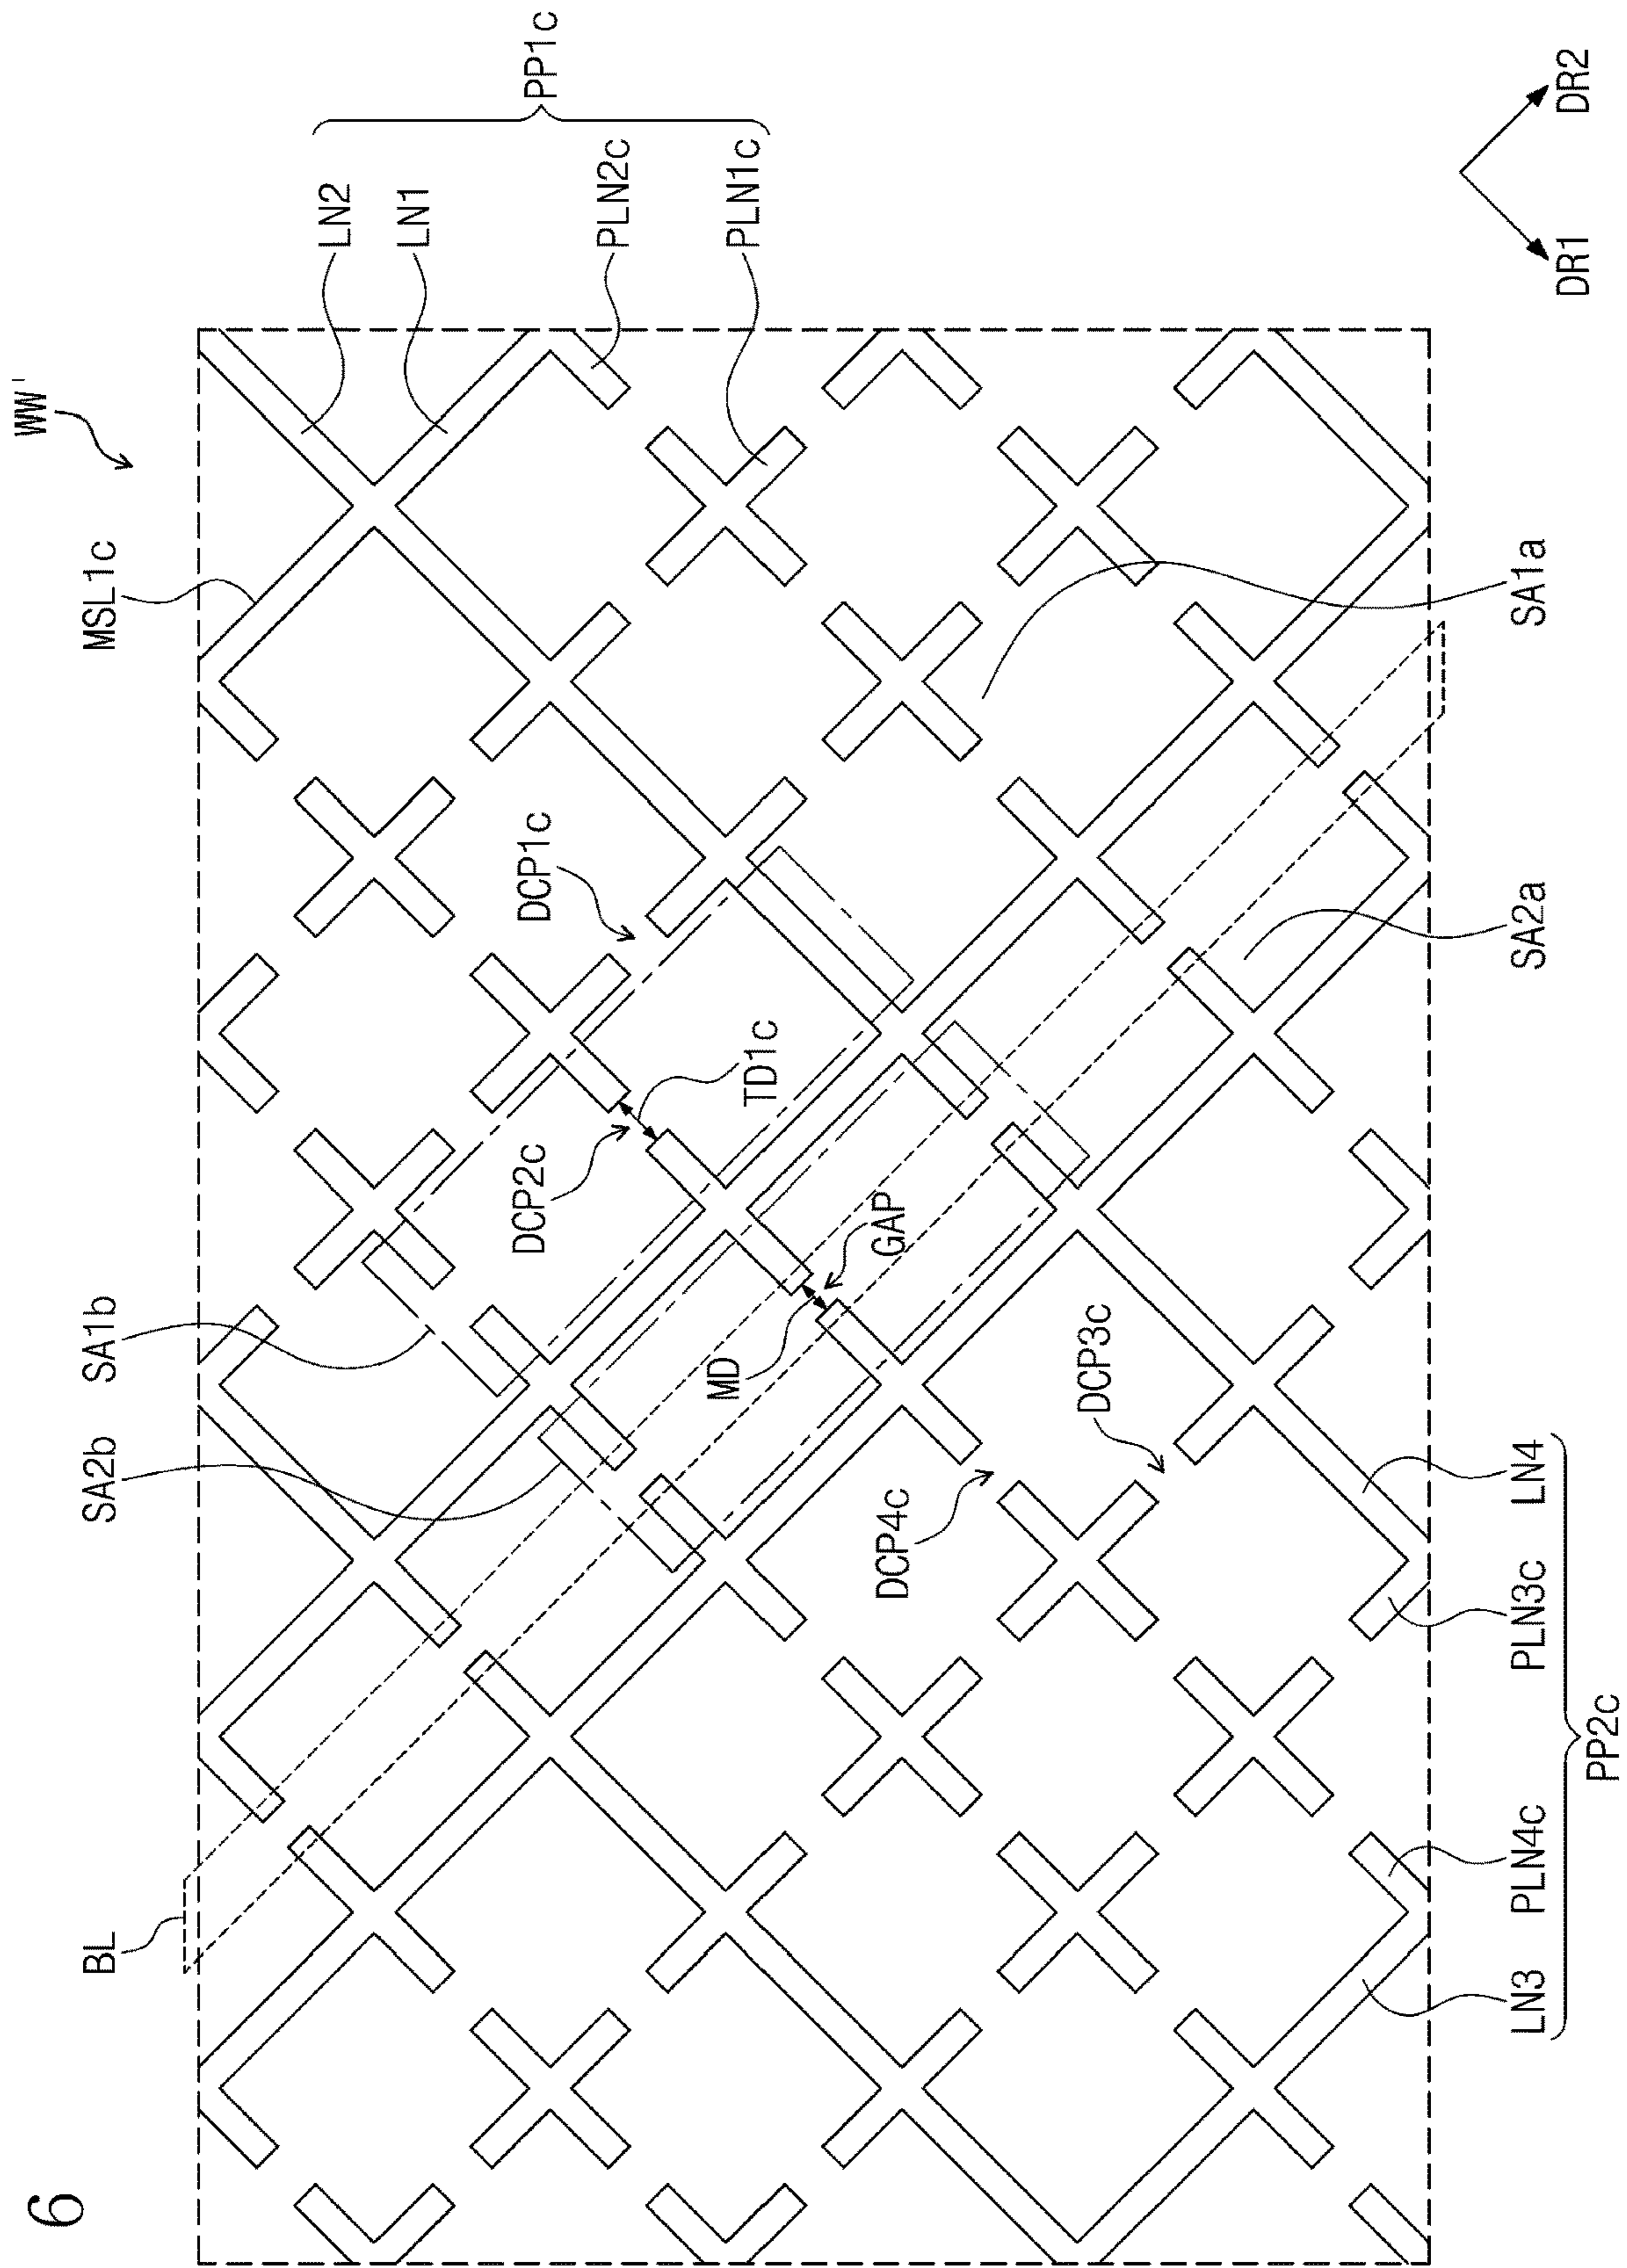 6
WW'
BL
SA2b
SA1b
MSL1c
LN2
LN1
PLN2c
PLN1c
PP1c
DCP2c
DCP1c
TD1c
MD
GAP
DCP4c
DCP3c
LN3
PLN4c
PLN3c
LN4
PP2c
SA2a
SA1a
DR1
DR2